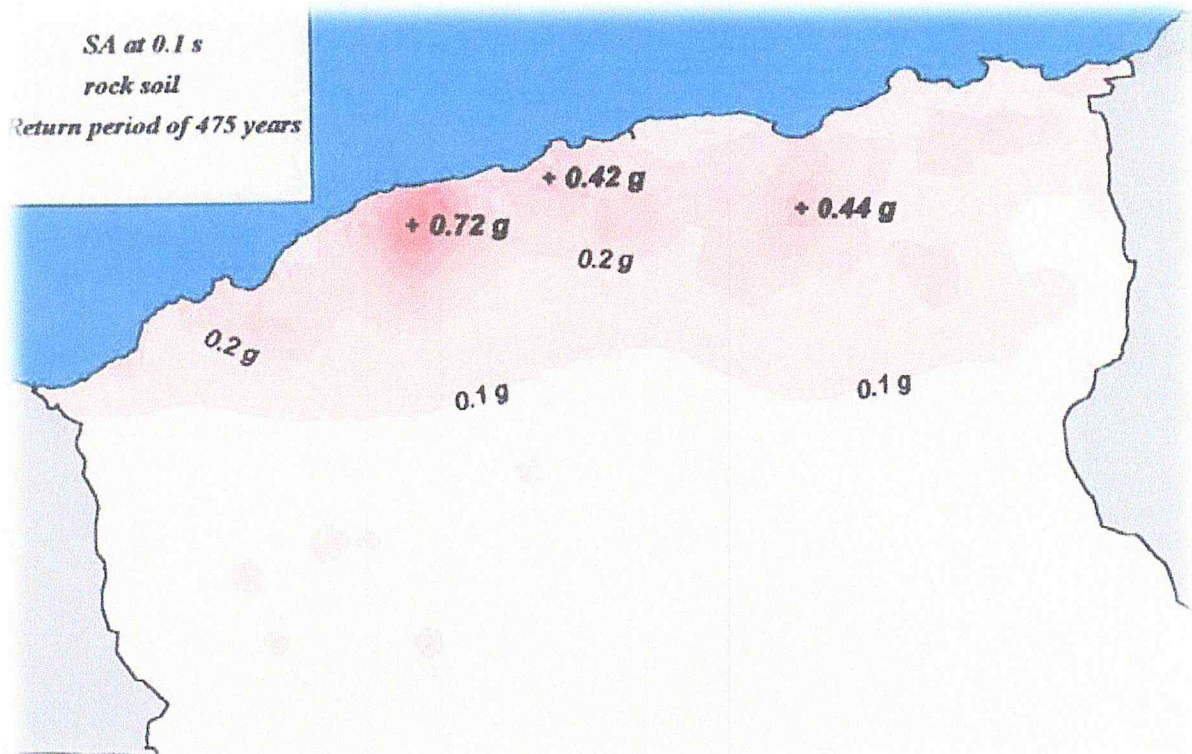 SA at 0.1 s
rock soil
Return period of 475 years
+ 0.42 g
+ 0.44 g
+ 0.72 g
0.2 g
0.2 g
0.1 g
0.1 g